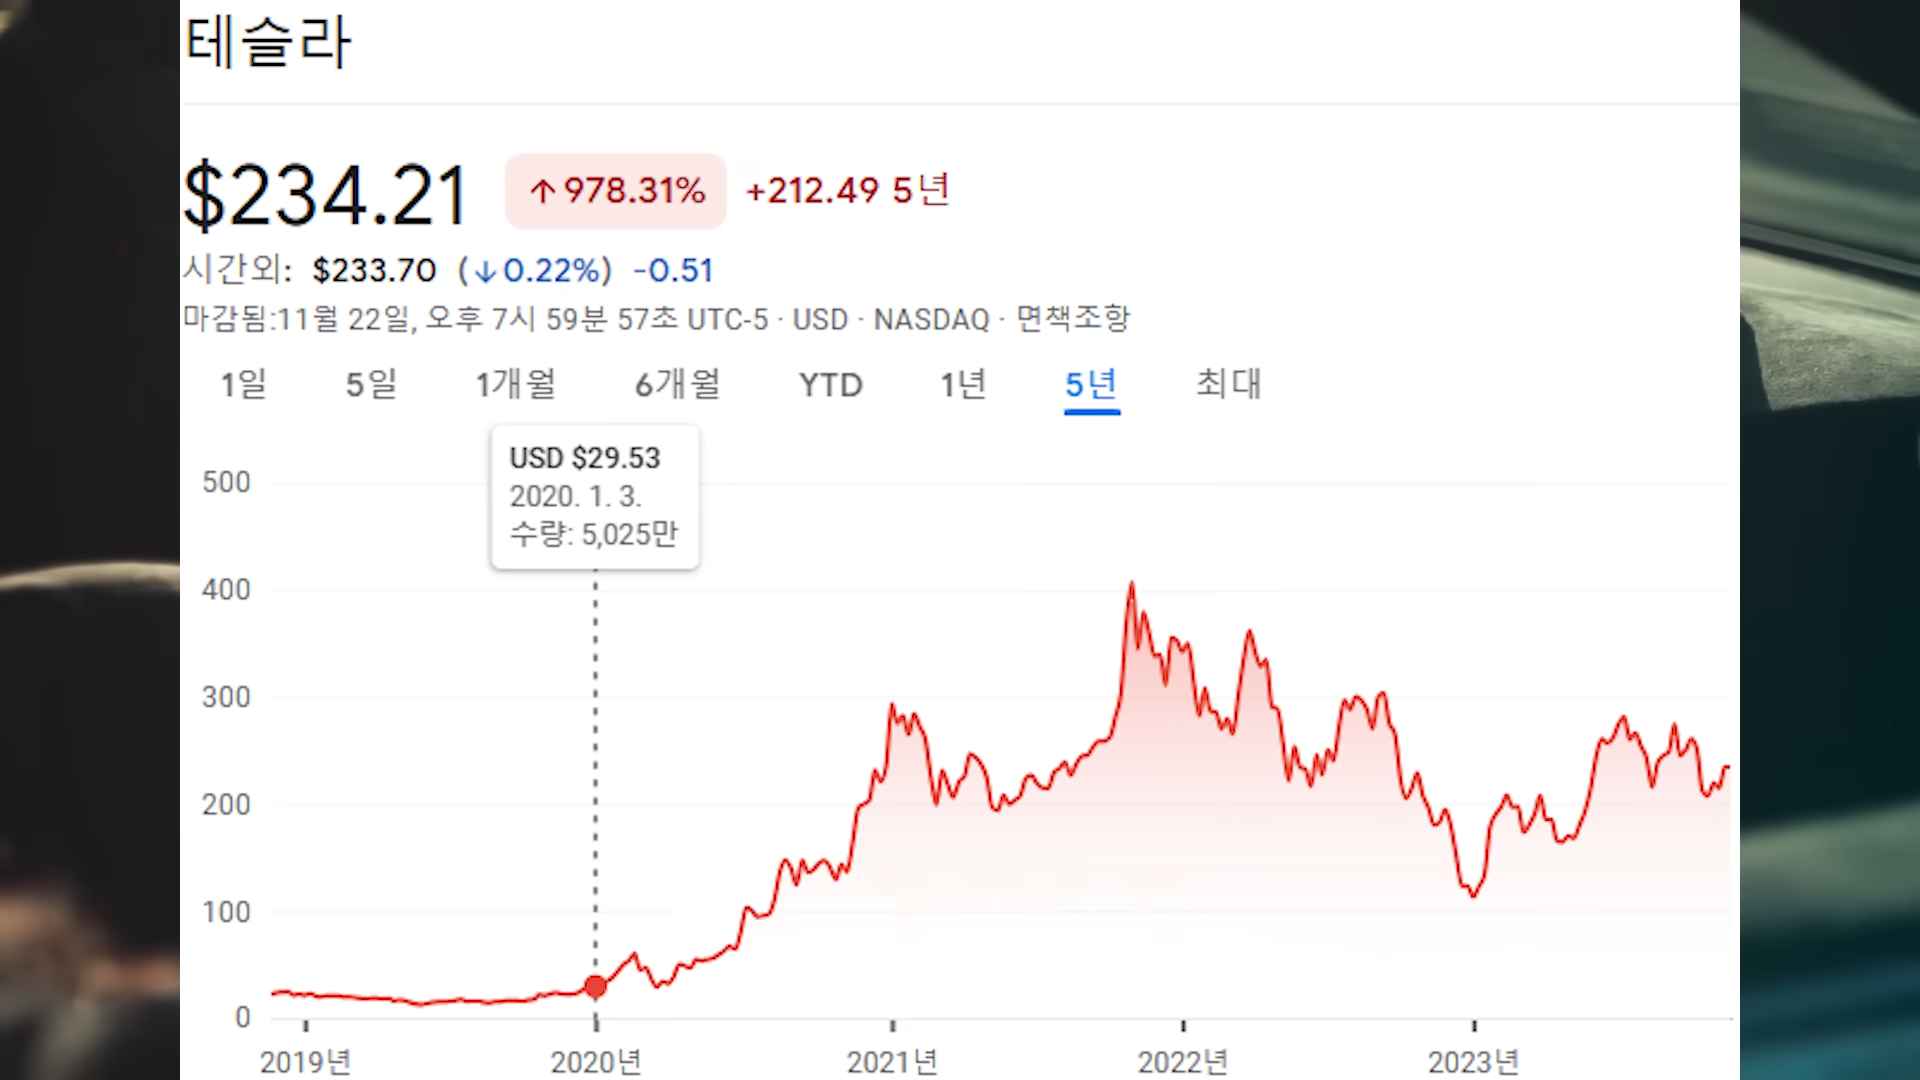 테슬라
$234.21 ↑978.31% +212.49 5년
시간외: $233.70 (↓0.22%) -0.51
마감됨:11월 22일, 오후 7시 59분 57초 UTC-5 · USD · NASDAQ · 면책조항
1일 5일 1개월 6개월 YTD 1년 5년 최대
USD $29.53
2020. 1. 3.
수량: 5,025만
500
400
300
200
100
0
2019년 2020년 2021년 2022년 2023년